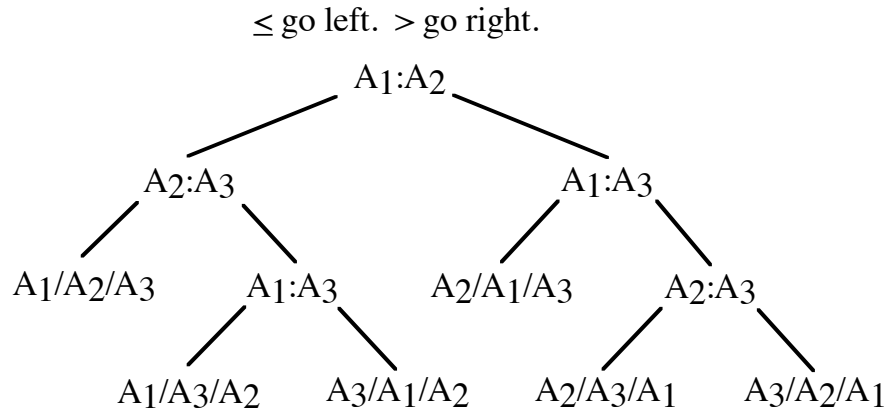 ≤ go left. > go right.
A1:A2
A2:A3 A1:A3
A1/A2/A3 A1:A3 A2/A1/A3 A2:A3
A1/A3/A2 A3/A1/A2 A2/A3/A1 A3/A2/A1